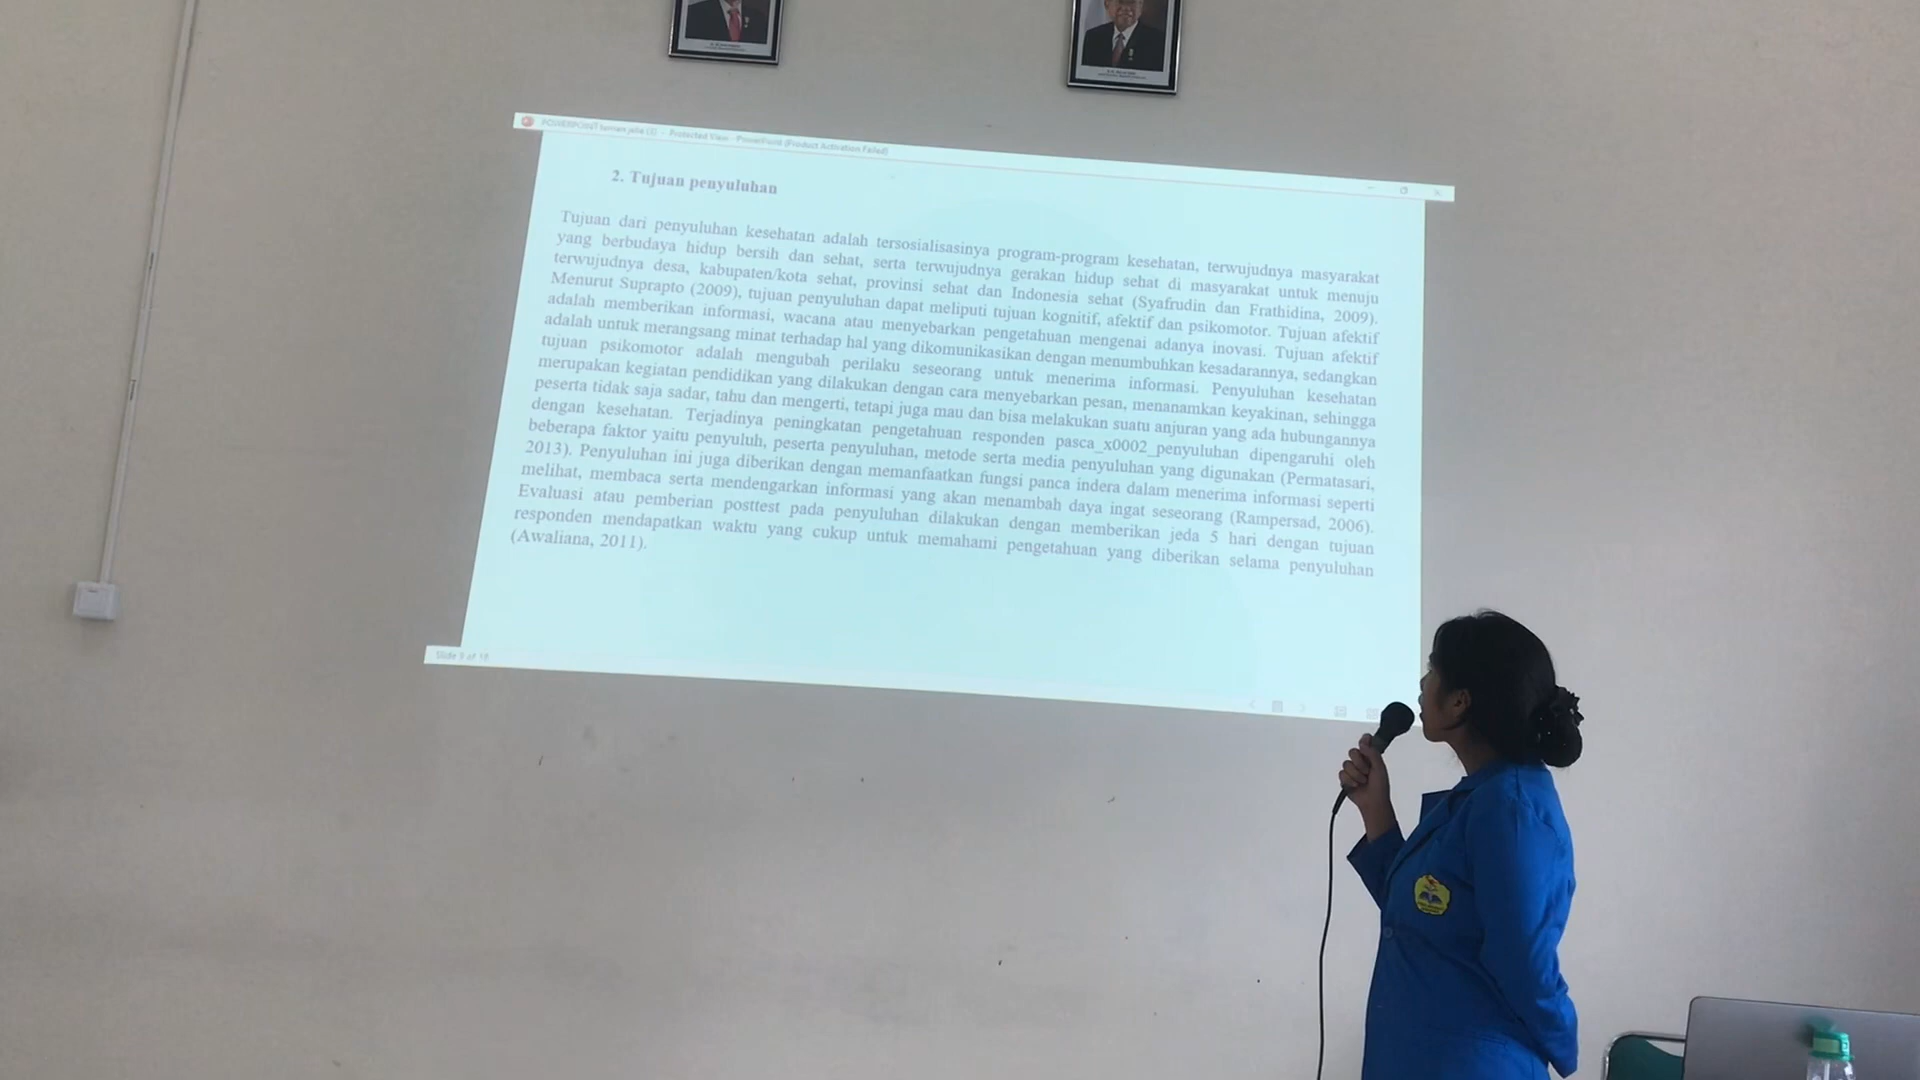 POWERPOINT - Protected View - PowerPoint (Product Activation Failed)
2. Tujuan penyuluhan
Tujuan dari penyuluhan kesehatan adalah tersosialisasinya program-program kesehatan, terwujudnya masyarakat
yang berbudaya hidup bersih dan sehat, serta terwujudnya gerakan hidup sehat di masyarakat untuk menuju
terwujudnya desa, kabupaten/kota sehat, provinsi sehat dan Indonesia sehat (Syafrudin dan Frathidina, 2009).
Menurut Suprapto (2009), tujuan penyuluhan dapat meliputi tujuan kognitif, afektif dan psikomotor. Tujuan afektif
adalah memberikan informasi, wacana atau menyebarkan pengetahuan mengenai adanya inovasi. Tujuan afektif
adalah untuk merangsang minat terhadap hal yang dikomunikasikan dengan menumbuhkan kesadarannya, sedangkan
tujuan psikomotor adalah mengubah perilaku seseorang untuk menerima informasi. Penyuluhan kesehatan
merupakan kegiatan pendidikan yang dilakukan dengan cara menyebarkan pesan, menanamkan keyakinan, sehingga
peserta tidak saja sadar, tahu dan mengerti, tetapi juga mau dan bisa melakukan suatu anjuran yang ada hubungannya
dengan kesehatan. Terjadinya peningkatan pengetahuan responden pasca_x0002_penyuluhan dipengaruhi oleh
beberapa faktor yaitu penyuluh, peserta penyuluhan, metode serta media penyuluhan yang digunakan (Permatasari,
2013). Penyuluhan ini juga diberikan dengan memanfaatkan fungsi panca indera dalam menerima informasi seperti
melihat, membaca serta mendengarkan informasi yang akan menambah daya ingat seseorang (Rampersad, 2006).
Evaluasi atau pemberian posttest pada penyuluhan dilakukan dengan memberikan jeda 5 hari dengan tujuan
responden mendapatkan waktu yang cukup untuk memahami pengetahuan yang diberikan selama penyuluhan
(Awaliana, 2011).